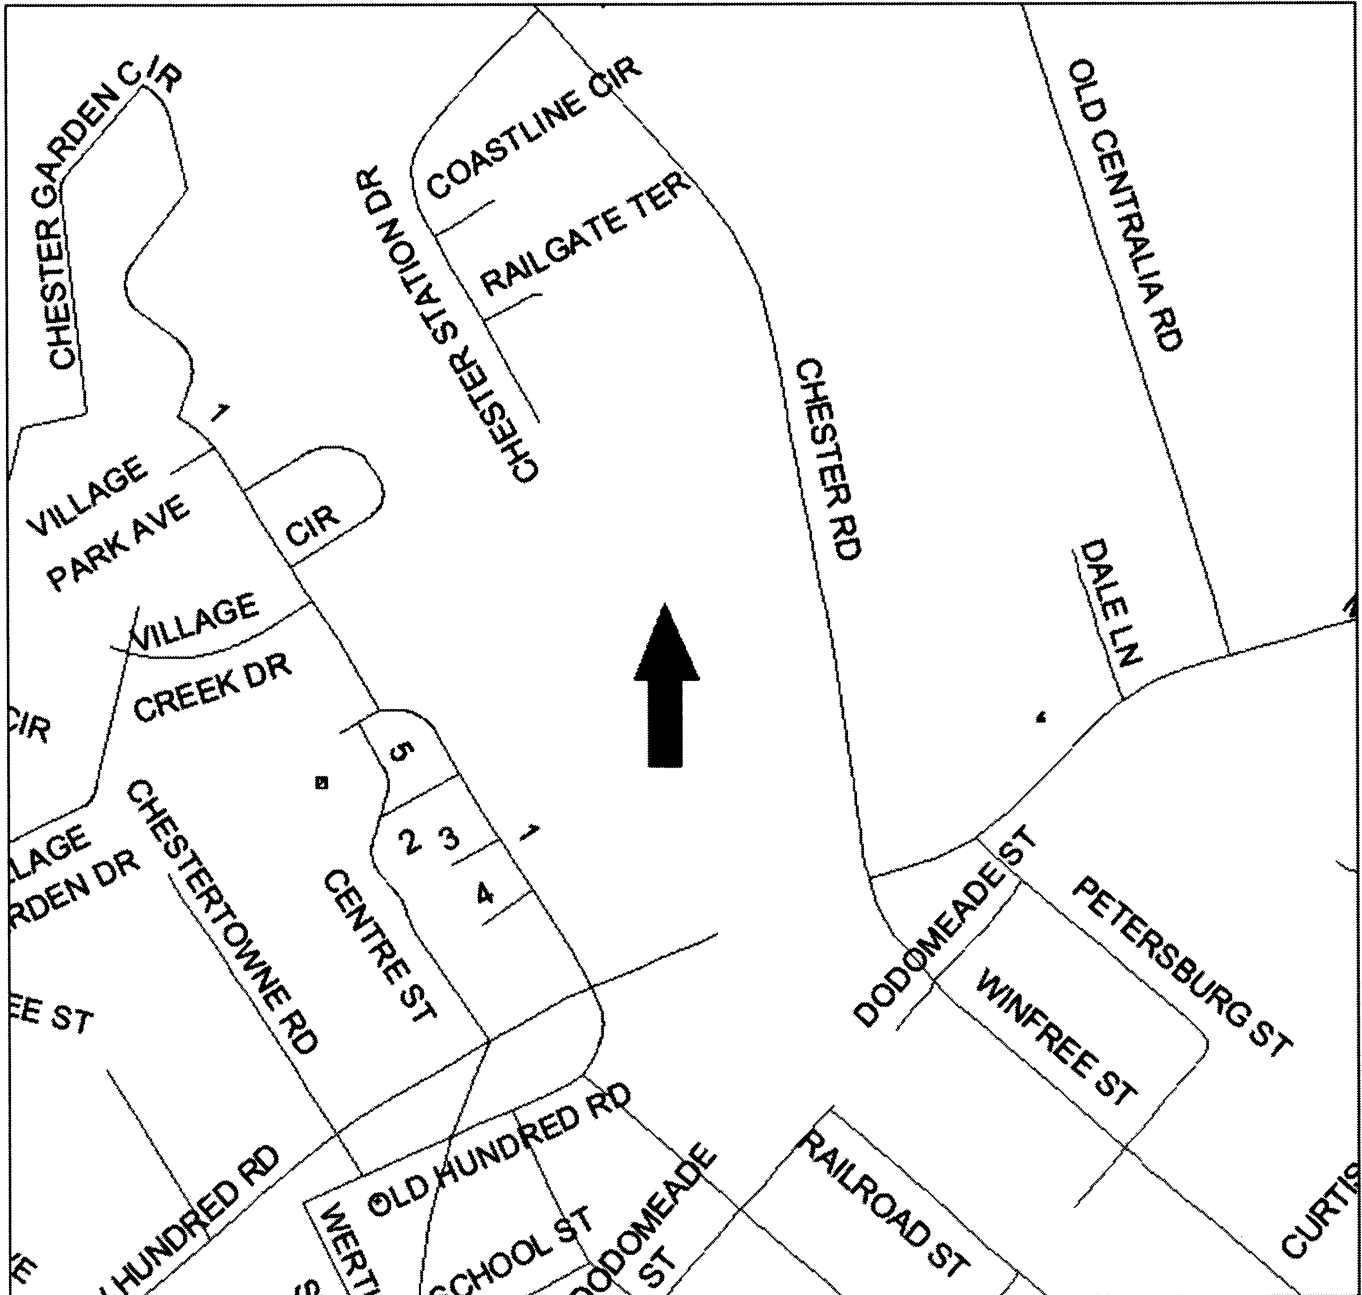 CHESTER GARDEN CIR
COASTLINE CIR
OLD CENTRALIA RD
CHESTER STATION DR
RAILGATE TER
CHESTER RD
1
VILLAGE
PARK AVE
CIR
DALE LN
VILLAGE
CREEK DR
CIR
5
CHESTERTOWNE RD
2
3
1
4
LAGE
RDEN DR
CENTRE ST
DODOMEADE ST
PETERSBURG ST
WINFREE ST
EE ST
OLD HUNDRED RD
HUNDRED RD
WERTH
SCHOOL ST
DODOMEADE
ST
RAILROAD ST
CURTIS